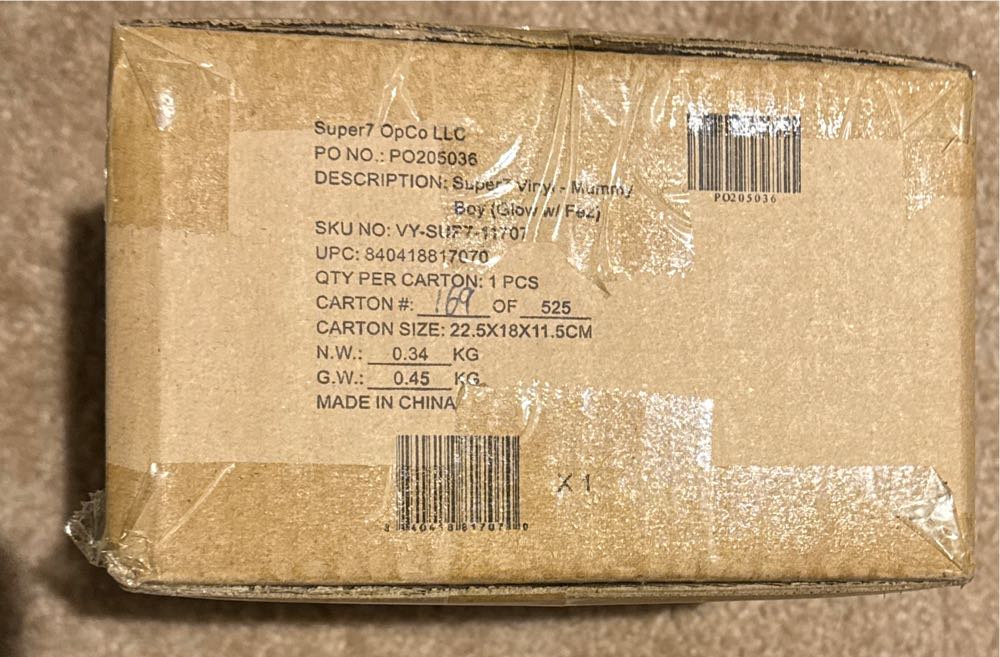 Super7 OpCo LLC
PO NO.: PO205036
DESCRIPTION: Super7 Vinyl - Mummy
Boy (Glow w/ Fez)
SKU NO: VY-SUP7-11707
UPC: 840418817070
QTY PER CARTON: 1 PCS
CARTON #: 169 OF 525
CARTON SIZE: 22.5X18X11.5CM
N.W.: 0.34 KG
G.W.: 0.45 KG
MADE IN CHINA
PO205036
X 1